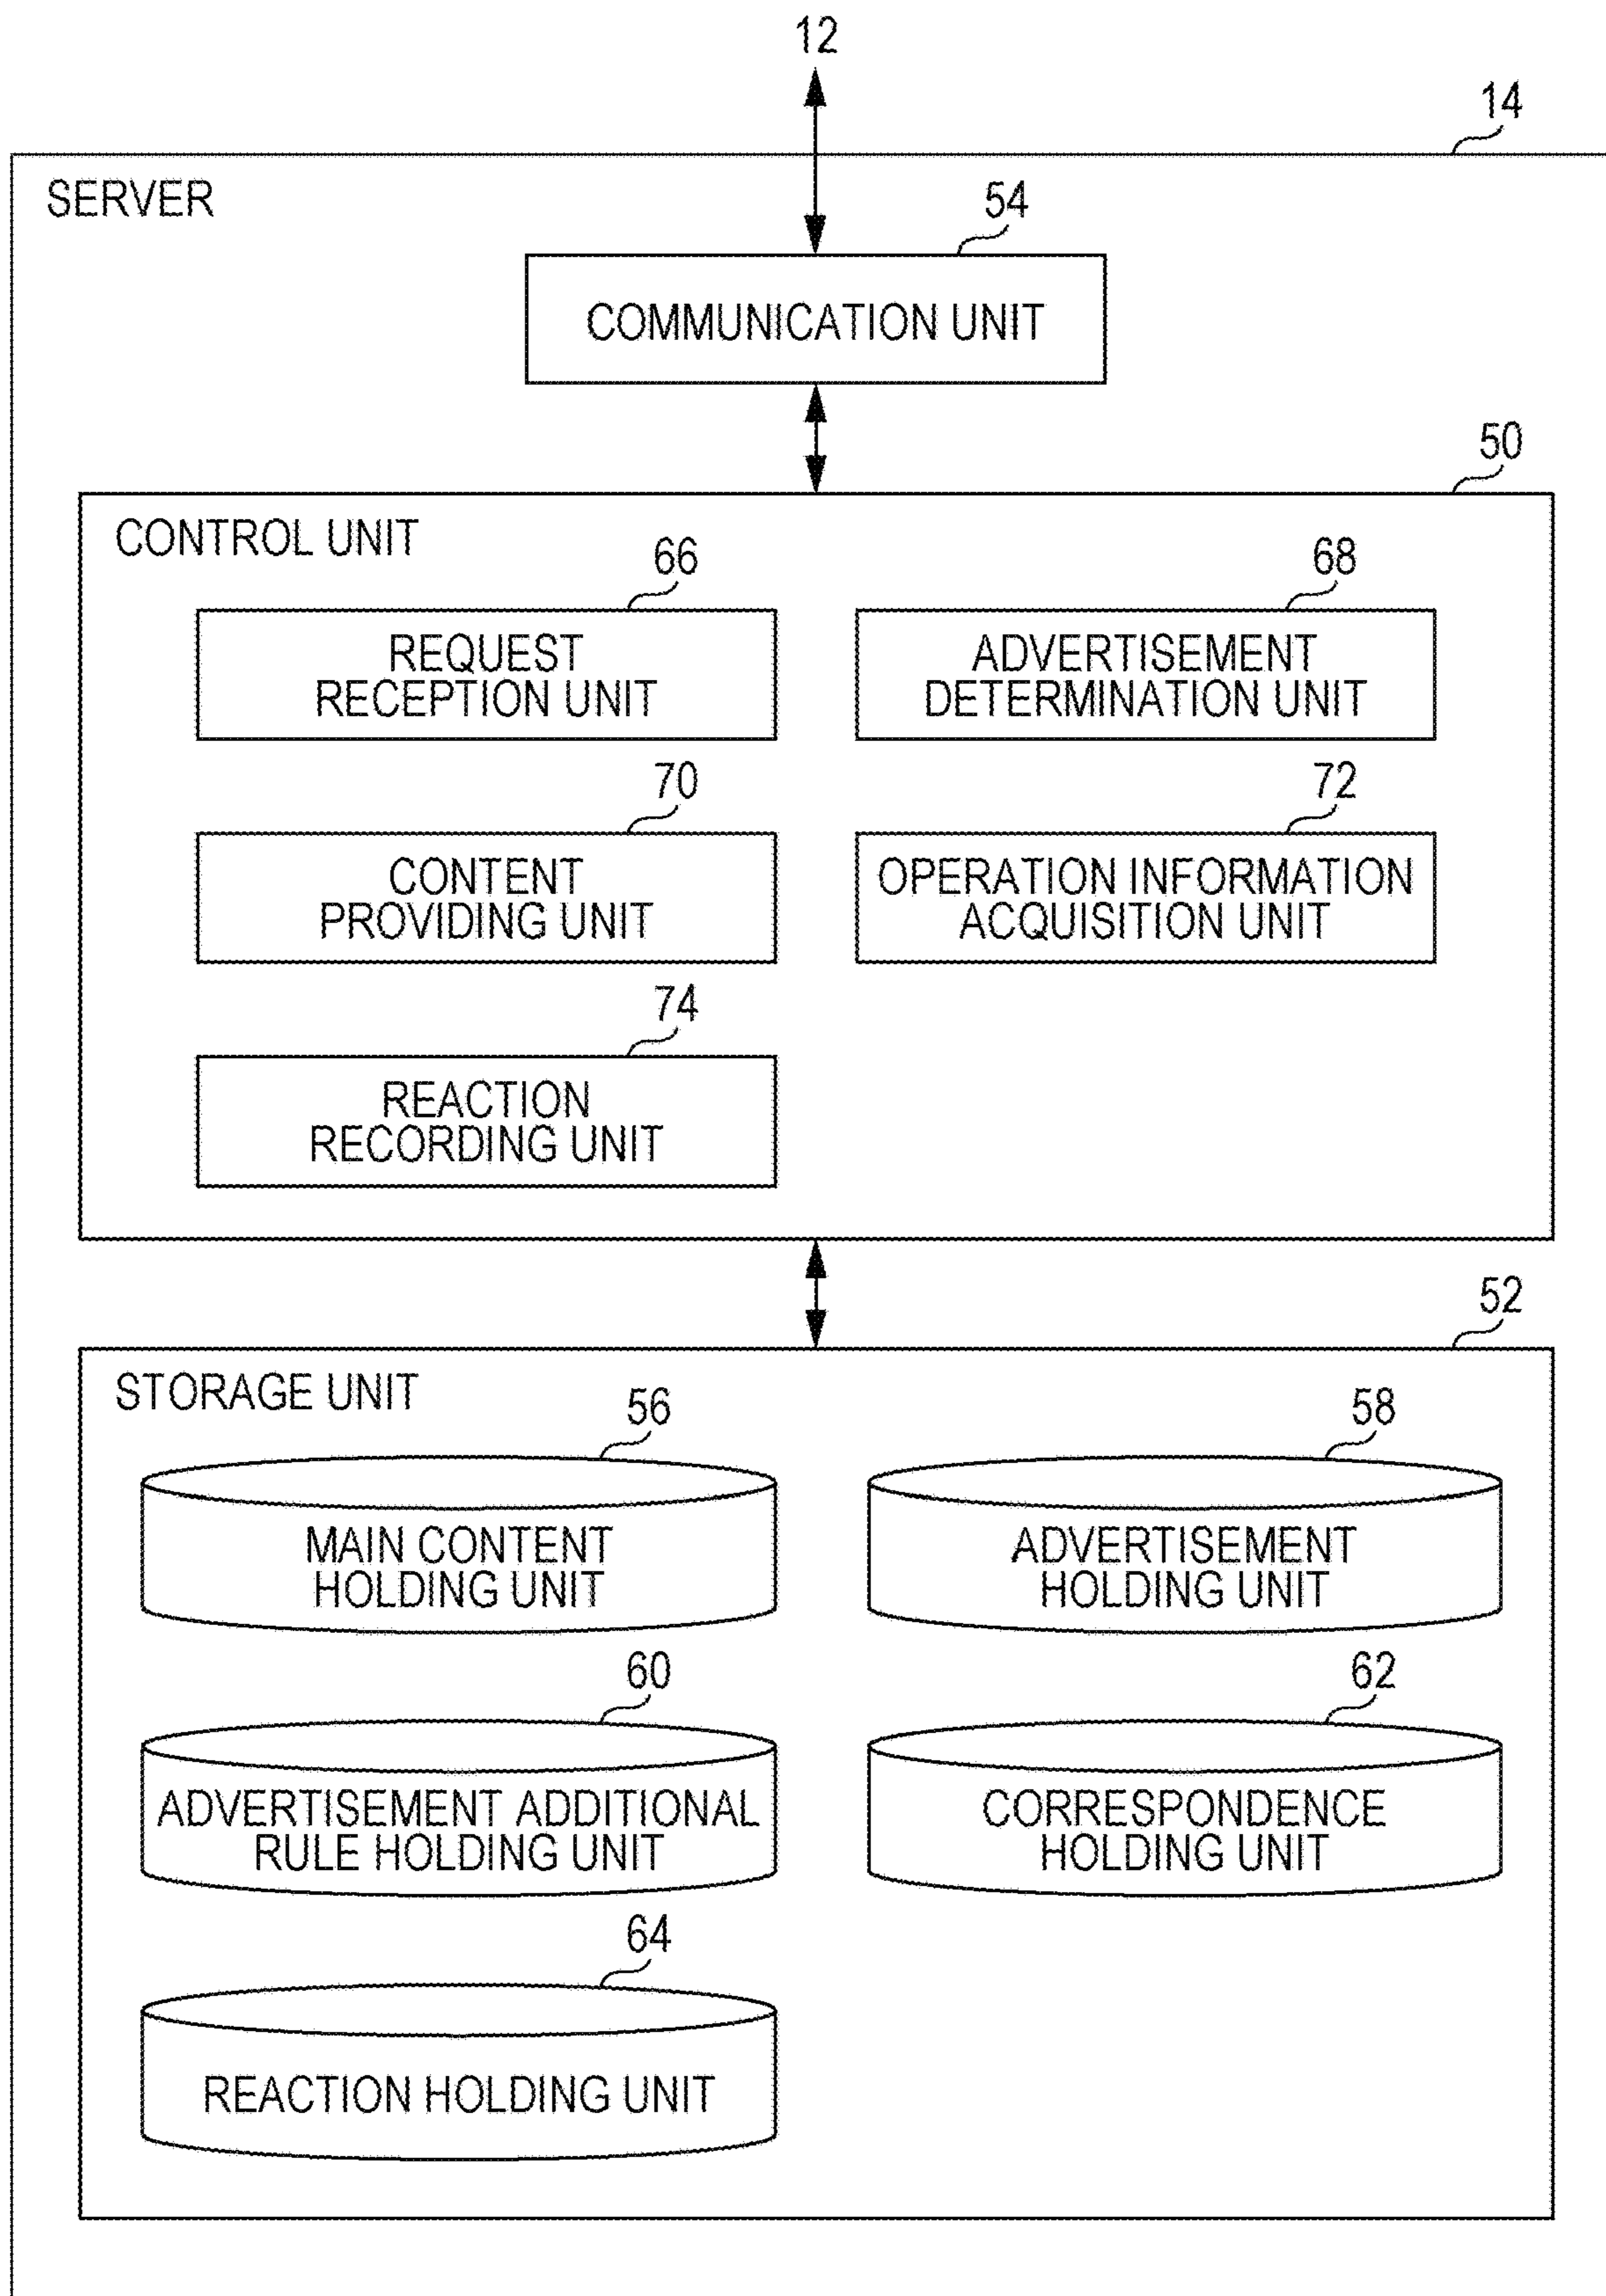 12
14
SERVER
54
COMMUNICATION UNIT
50
CONTROL UNIT
66
68
REQUEST
RECEPTION UNIT
ADVERTISEMENT
DETERMINATION UNIT
70
72
CONTENT
PROVIDING UNIT
OPERATION INFORMATION
ACQUISITION UNIT
74
REACTION
RECORDING UNIT
52
STORAGE UNIT
56
58
MAIN CONTENT
HOLDING UNIT
ADVERTISEMENT
HOLDING UNIT
60
62
ADVERTISEMENT ADDITIONAL
RULE HOLDING UNIT
CORRESPONDENCE
HOLDING UNIT
64
REACTION HOLDING UNIT